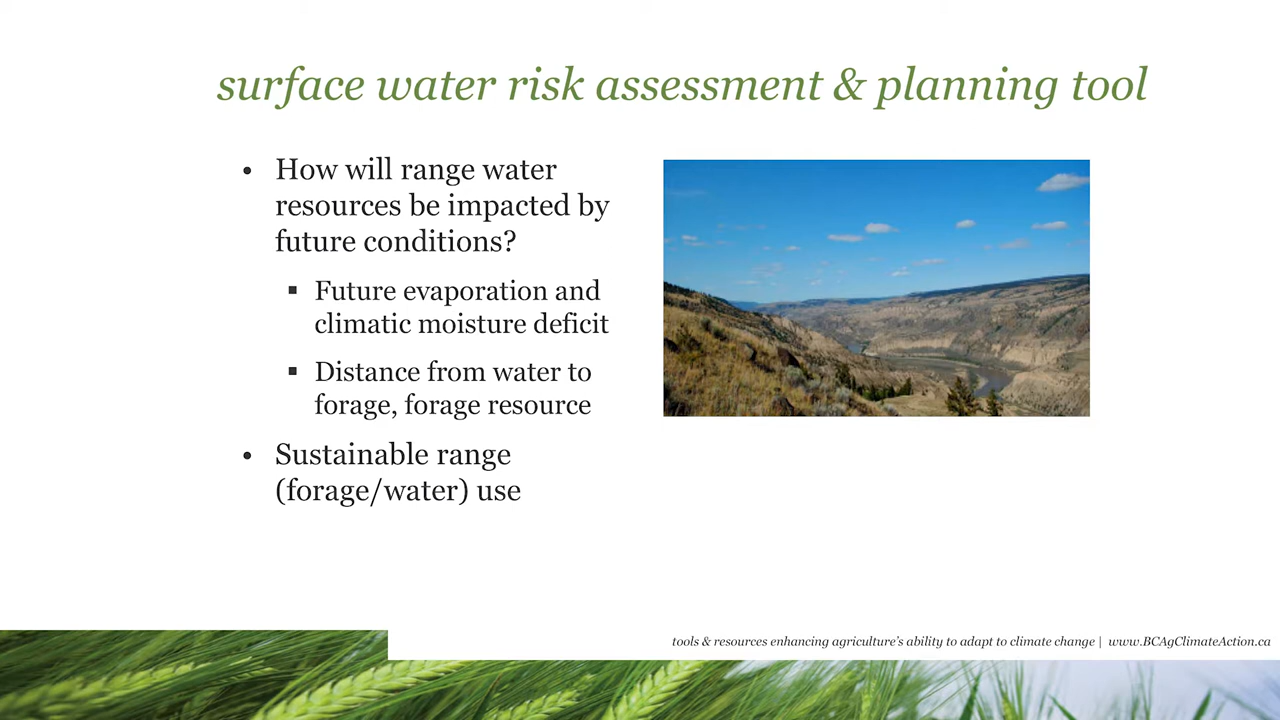 surface water risk assessment & planning tool
• How will range water
resources be impacted by
future conditions?
▪ Future evaporation and
climatic moisture deficit
▪ Distance from water to
forage, forage resource
• Sustainable range
(forage/water) use
tools & resources enhancing agriculture's ability to adapt to climate change | www.BCAgClimateAction.ca